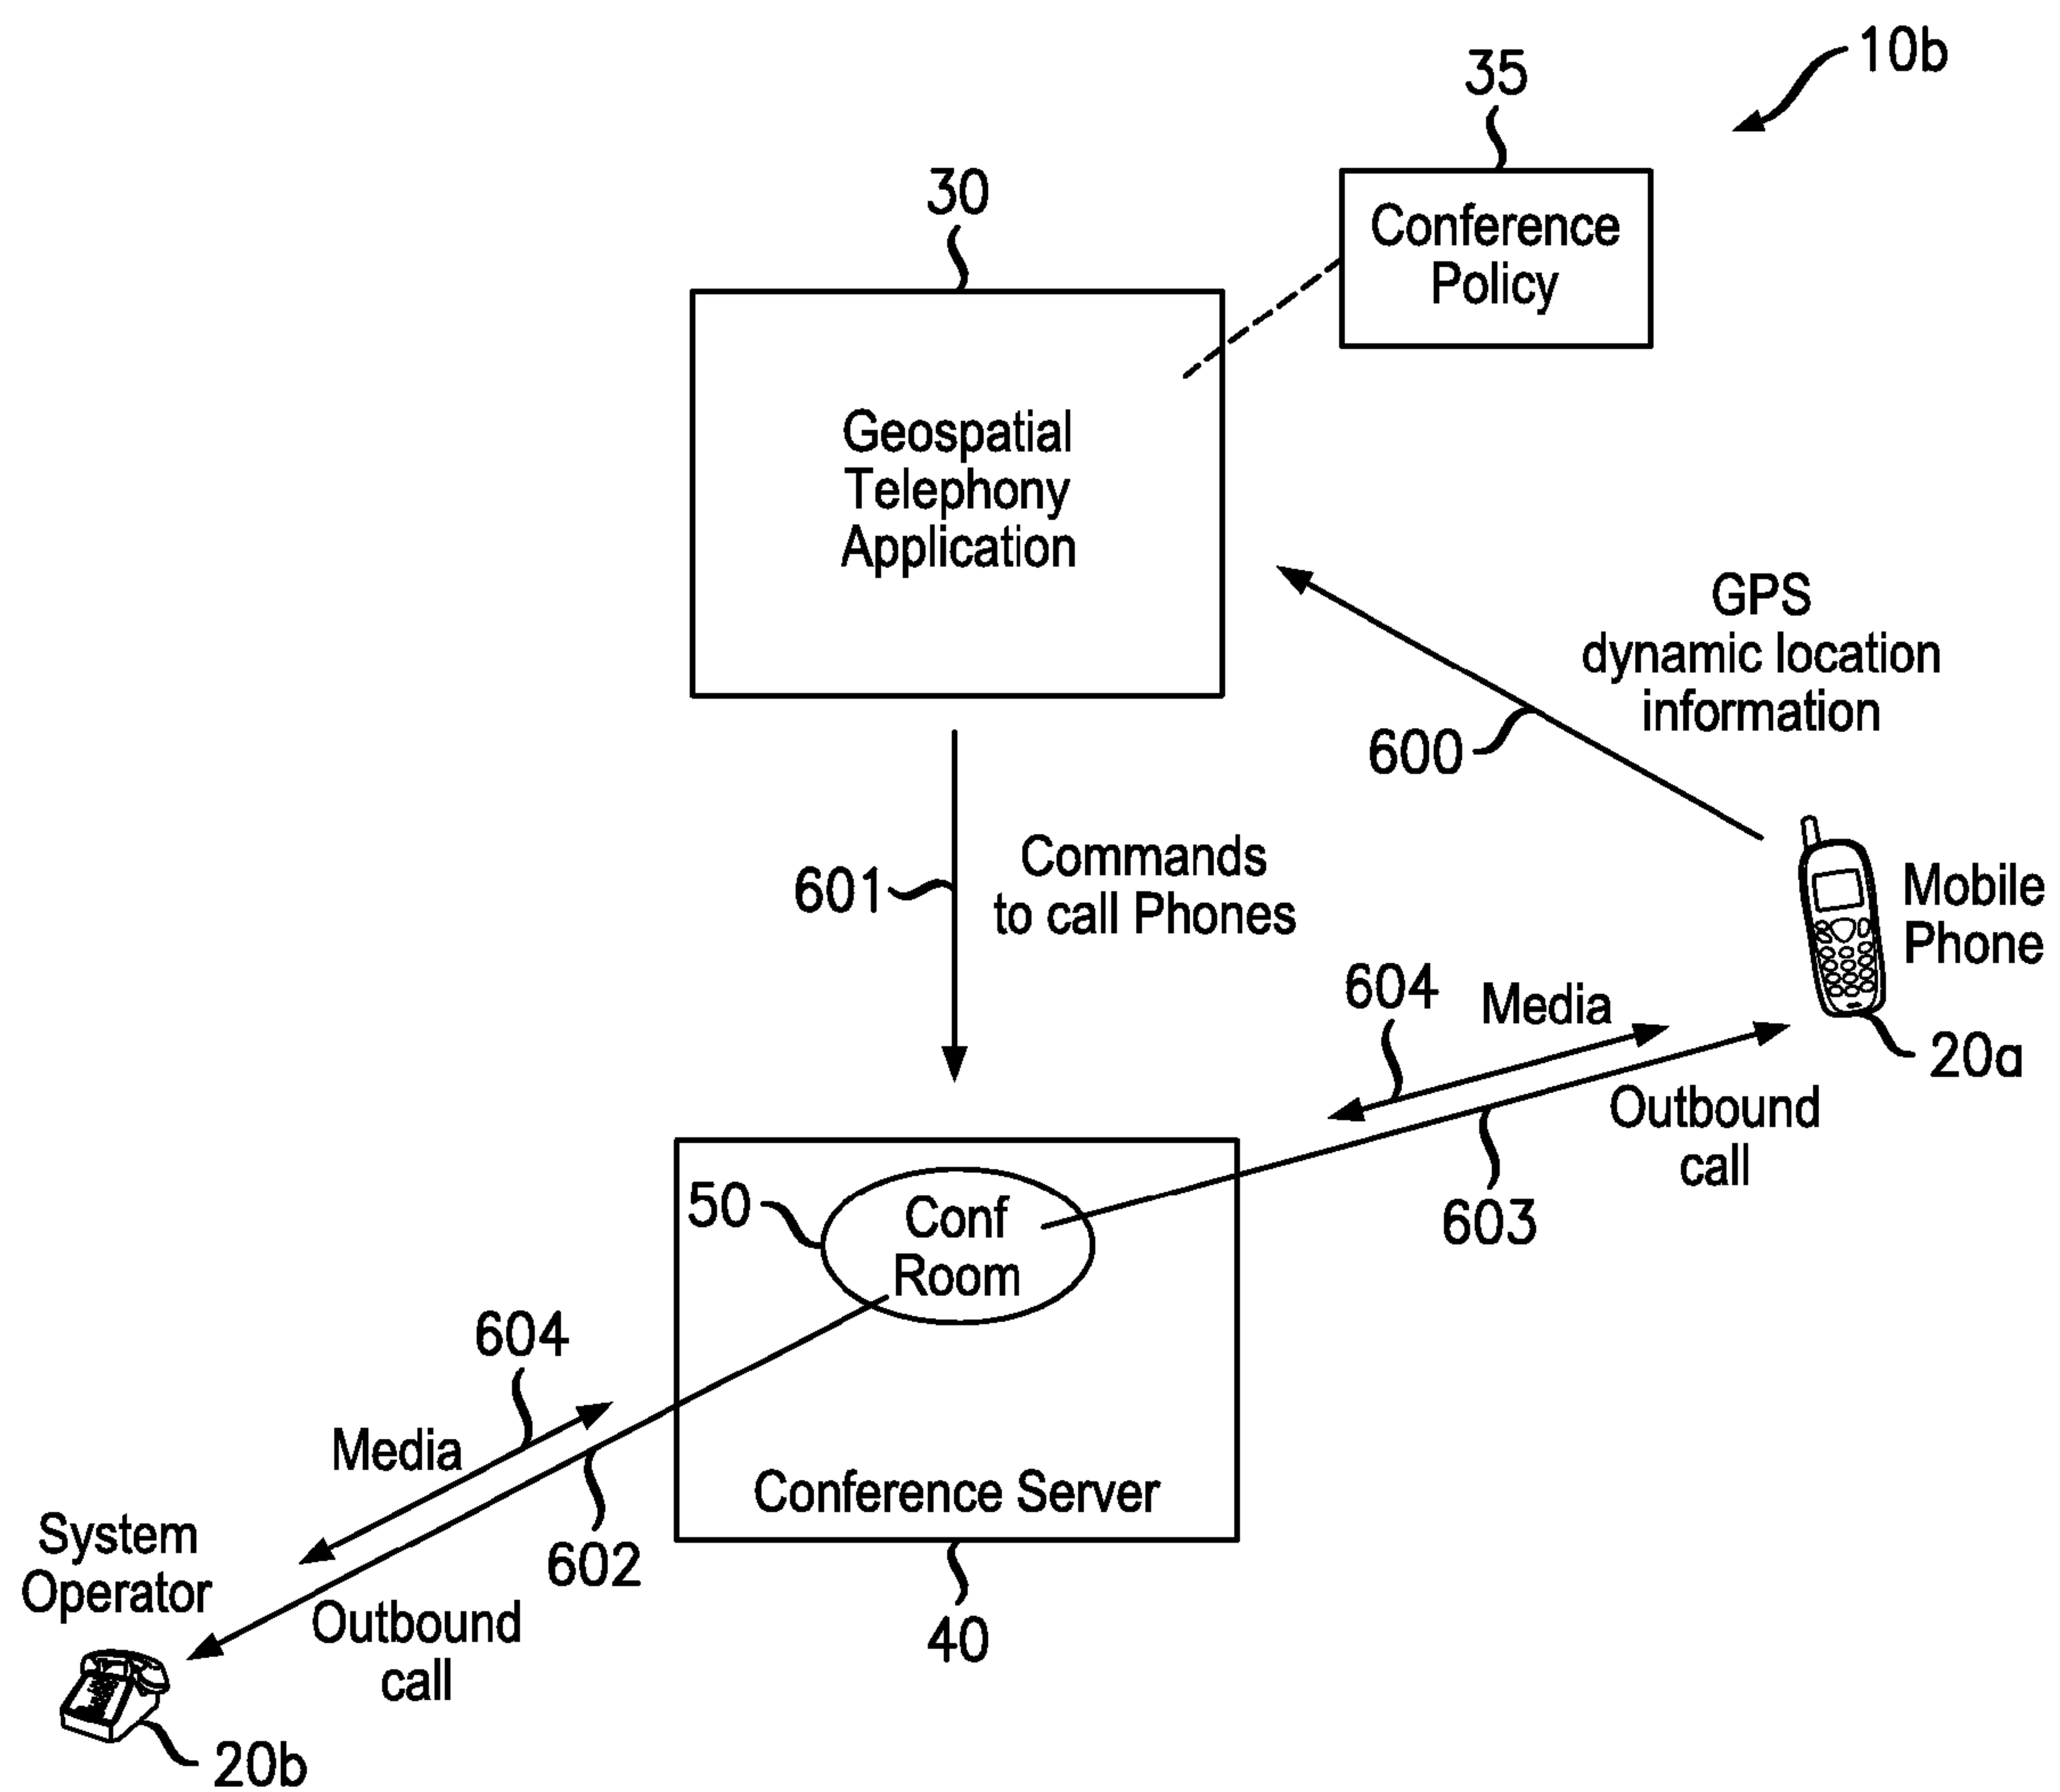 10b
35
Conference
Policy
30
Geospatial
Telephony
Application
GPS
dynamic location
information
600
601
Commands
to call Phones
Mobile
Phone
20a
604
Media
Outbound
call
603
50
Conf
Room
604
Media
Conference Server
602
40
System
Operator
Outbound
call
20b